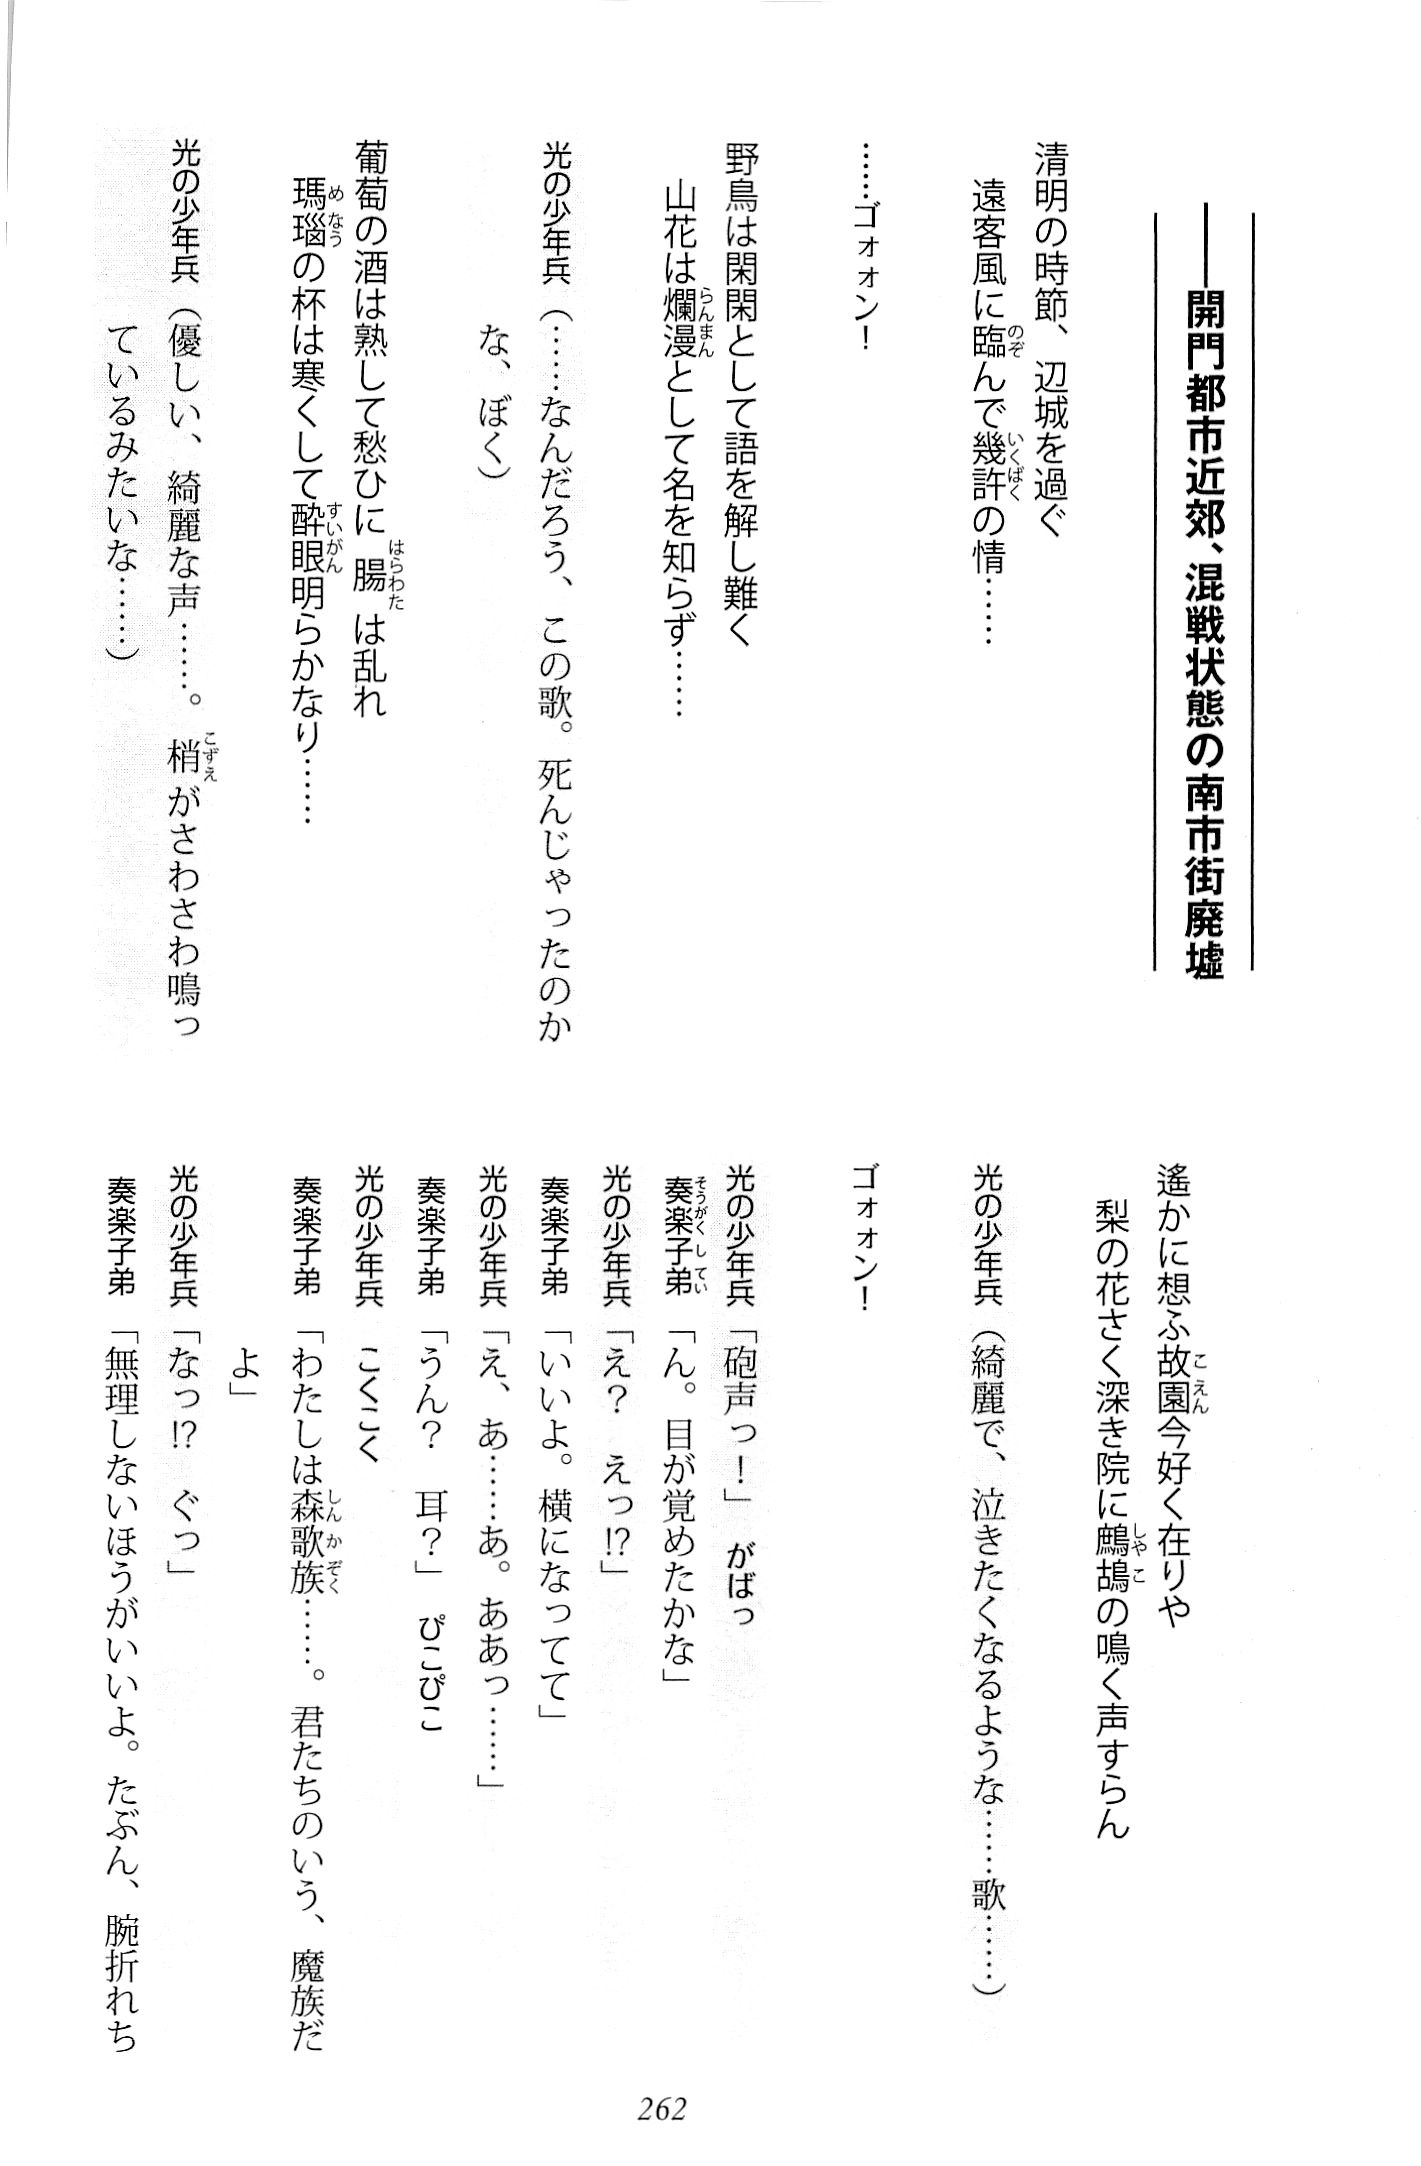 ――開門都市近郊、混戦状態の南市街廃墟
清明の時節、辺城を過ぐ
遠客風に臨んで幾許の情……
……ゴォォン！
野鳥は閑閑として語を解し難く
山花は爛漫として名を知らず……
光の少年兵（……なんだろう、この歌。死んじゃったのか
な、ぼく）
葡萄の酒は熟して愁ひに腸は乱れ
瑪瑙の杯は寒くして酔眼明らかなり……
光の少年兵（優しい、綺麗な声……。梢がさわさわ鳴っ
ているみたいな……）
遙かに想ふ故園今好く在りや
梨の花さく深き院に鷓鴣の鳴く声すらん
光の少年兵（綺麗で、泣きたくなるような……歌……）
ゴォォン！
光の少年兵「砲声っ！」　がばっ
奏楽子弟「ん。目が覚めたかな」
光の少年兵「え？　えっ⁉」
奏楽子弟「いいよ。横になってて」
光の少年兵「え、あ……あ。ああっ……」
奏楽子弟「うん？　耳？」　ぴこぴこ
光の少年兵　こくこく
奏楽子弟「わたしは森歌族……。君たちのいう、魔族だ
よ」
光の少年兵「なっ⁉　ぐっ」
奏楽子弟「無理しないほうがいいよ。たぶん、腕折れち
262